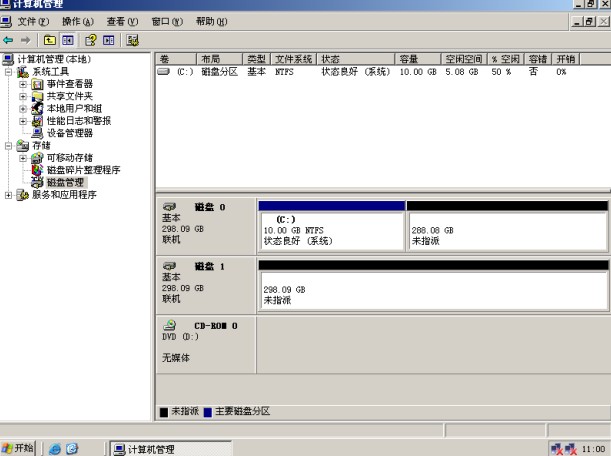 计算机管理
文件(F) 操作(A) 查看(V) 窗口(W) 帮助(H)
计算机管理(本地)
系统工具
事件查看器
共享文件夹
本地用户和组
性能日志和警报
设备管理器
存储
可移动存储
磁盘碎片整理程序
磁盘管理
服务和应用程序
卷 布局 类型 文件系统 状态 容量 空闲空间 % 空闲 容错 开销
(C:) 磁盘分区 基本 NTFS 状态良好 (系统) 10.00 GB 5.08 GB 50 % 否 0%
磁盘 0
基本
298.09 GB
联机
(C:)
10.00 GB NTFS
状态良好 (系统)
288.08 GB
未指派
磁盘 1
基本
298.09 GB
联机
298.09 GB
未指派
CD-ROM 0
DVD (D:)
无媒体
未指派 主要磁盘分区
开始 计算机管理 11:00